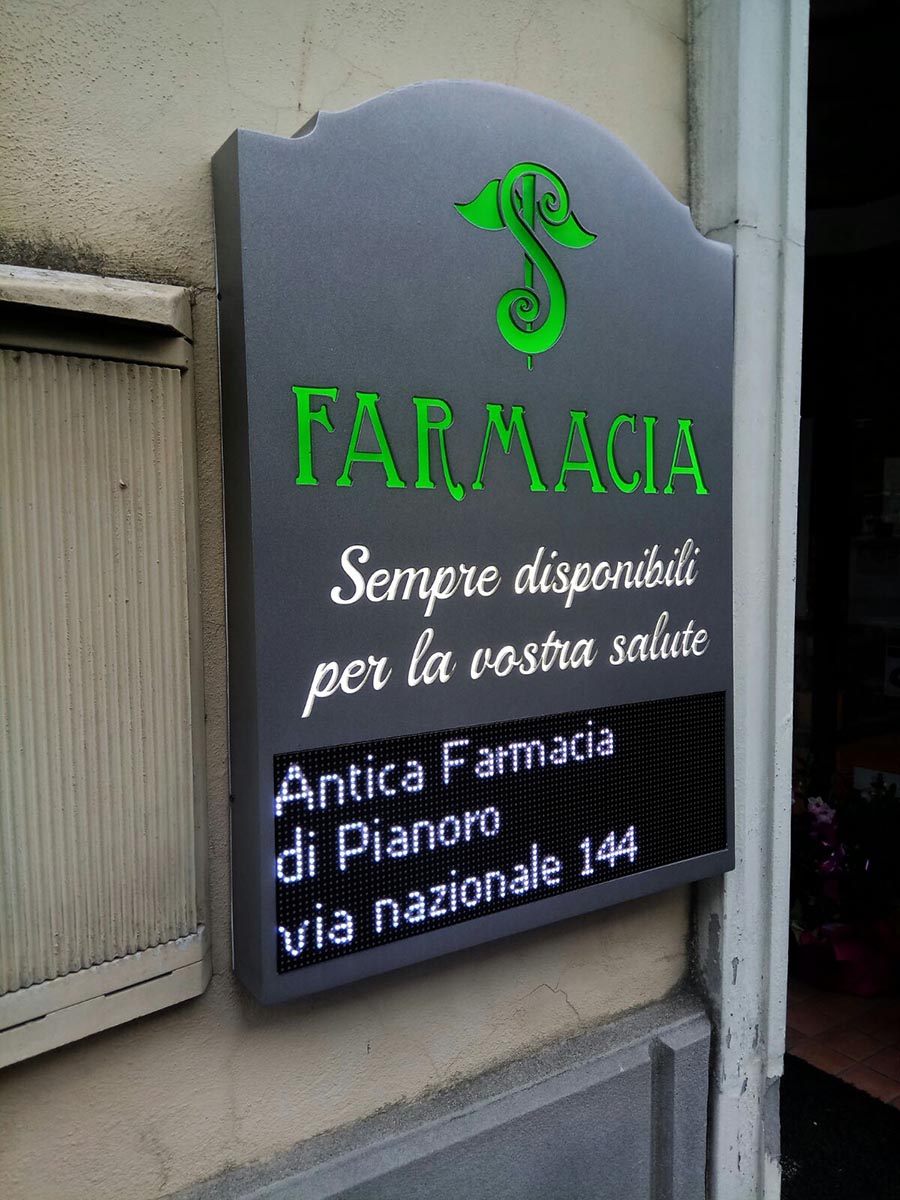 FARMACIA
Sempre disponibili
per la vostra salute
Antica Farmacia
di Pianoro
via nazionale 144